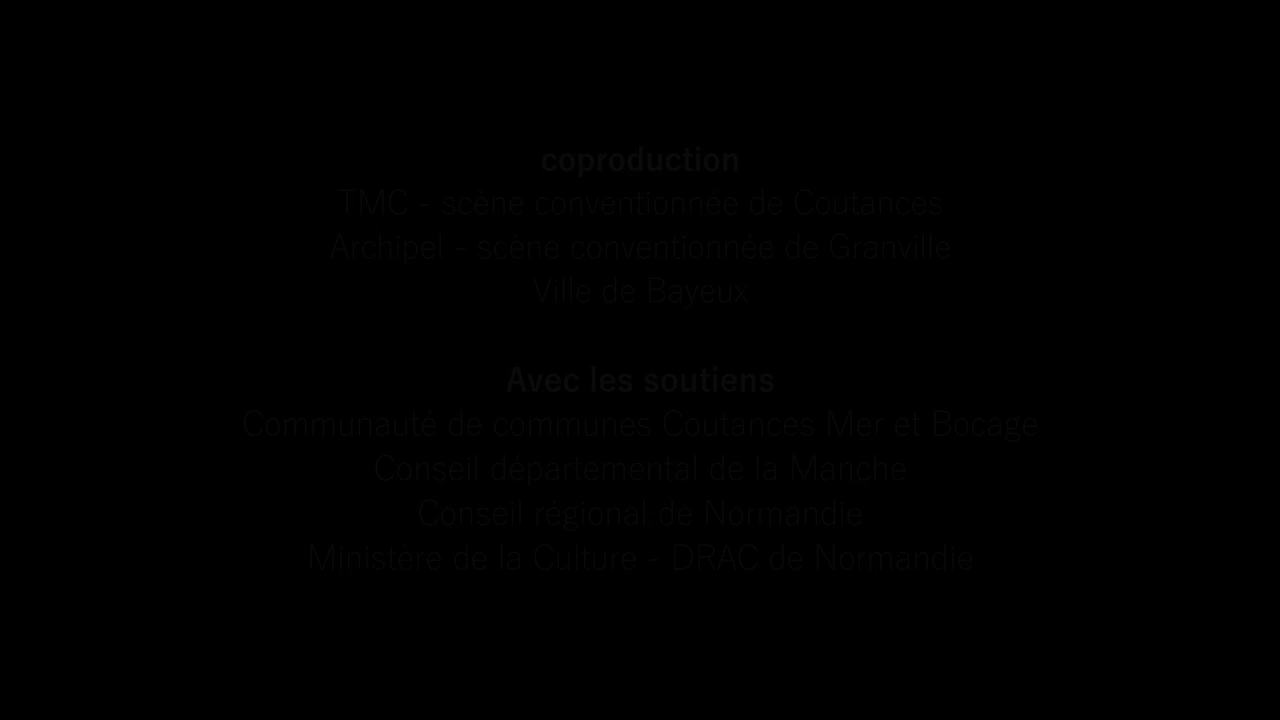 coproduction
TMC - scène conventionnée de Coutances
Archipel - scène conventionnée de Granville
Ville de Bayeux
Avec les soutiens
Communauté de communes Coutances Mer et Bocage
Conseil départemental de la Manche
Conseil régional de Normandie
Ministère de la Culture - DRAC de Normandie